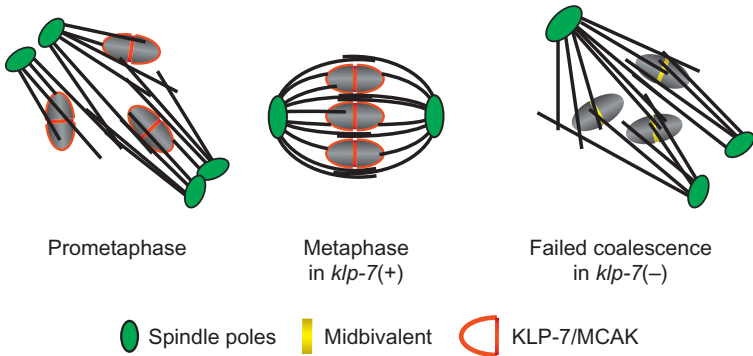 Prometaphase
Metaphase
in klp-7(+)
Failed coalescence
in klp-7(–)
Spindle poles
Midbivalent
KLP-7/MCAK